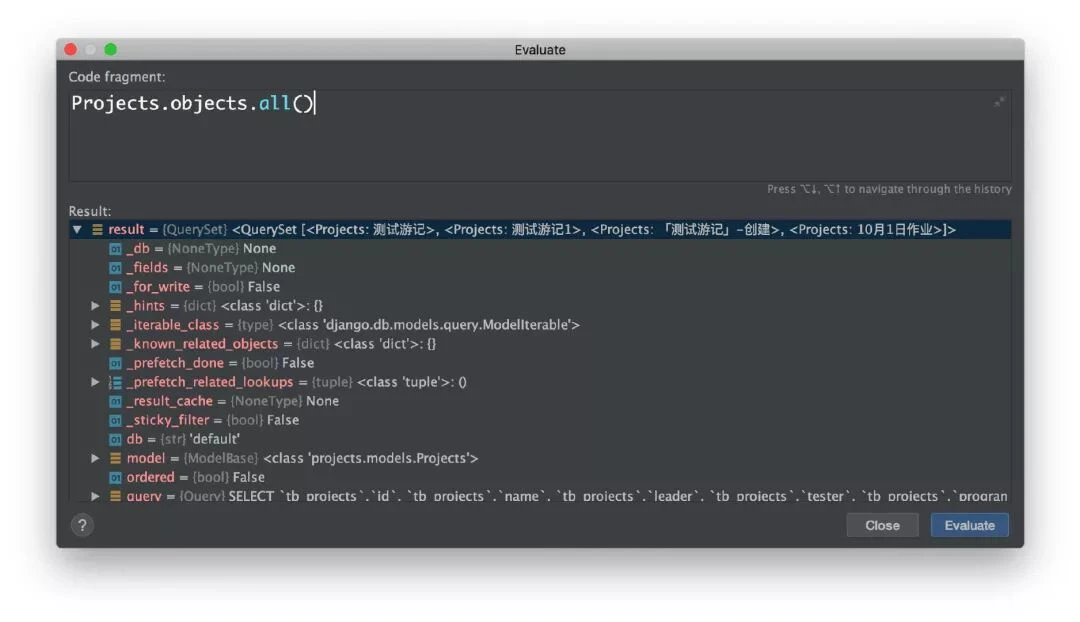 Evaluate
Code fragment:
Projects.objects.all()
Press ⌥↓, ⌥↑ to navigate through the history
Result:
result = {QuerySet} <QuerySet [<Projects: 测试游记>, <Projects: 测试游记1>, <Projects: 「测试游记」-创建>, <Projects: 10月1日作业>]>
_db = {NoneType} None
_fields = {NoneType} None
_for_write = {bool} False
_hints = {dict} <class 'dict'>: {}
_iterable_class = {type} <class 'django.db.models.query.ModelIterable'>
_known_related_objects = {dict} <class 'dict'>: {}
_prefetch_done = {bool} False
_prefetch_related_lookups = {tuple} <class 'tuple'>: ()
_result_cache = {NoneType} None
_sticky_filter = {bool} False
db = {str} 'default'
model = {ModelBase} <class 'projects.models.Projects'>
ordered = {bool} False
query = {Query} SELECT `tb_projects`.`id`, `tb_projects`.`name`, `tb_projects`.`leader`, `tb_projects`.`tester`, `tb_projects`.`program
? Close Evaluate